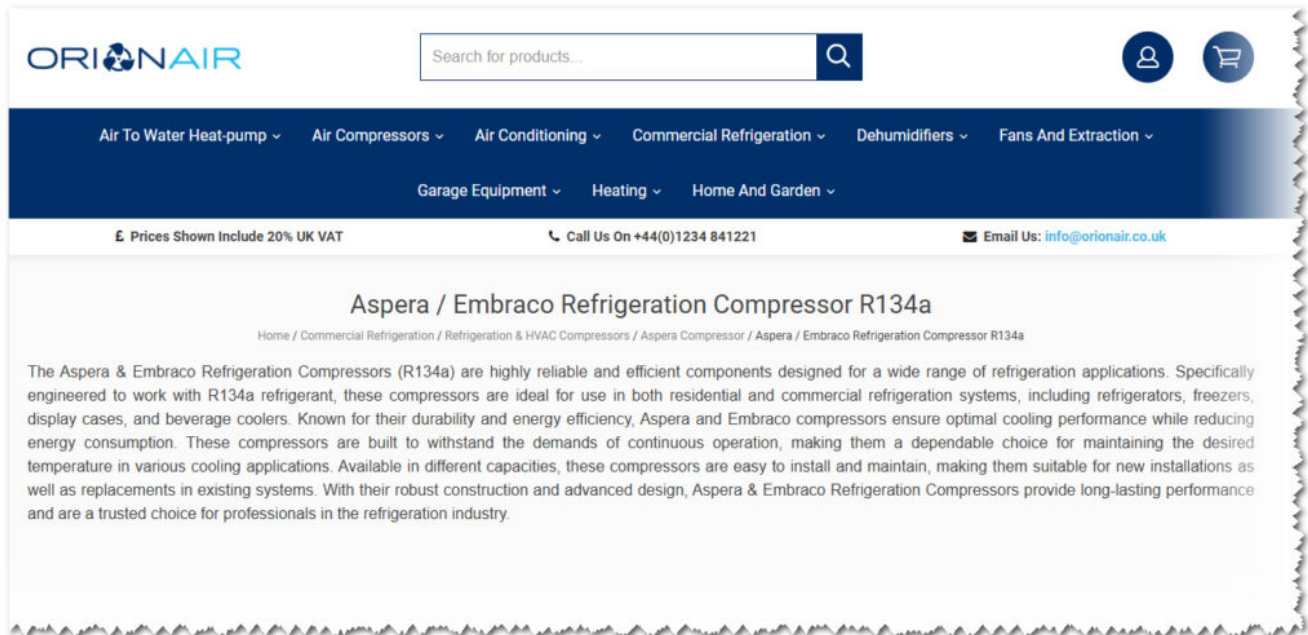 ORIONAIR
Search for products...
Air To Water Heat-pump
Air Compressors
Air Conditioning
Commercial Refrigeration
Dehumidifiers
Fans And Extraction
Garage Equipment
Heating
Home And Garden
£ Prices Shown Include 20% UK VAT
Call Us On +44(0)1234 841221
Email Us: info@orionair.co.uk
Aspera / Embraco Refrigeration Compressor R134a
Home / Commercial Refrigeration / Refrigeration & HVAC Compressors / Aspera Compressor / Aspera / Embraco Refrigeration Compressor R134a
The Aspera & Embraco Refrigeration Compressors (R134a) are highly reliable and efficient components designed for a wide range of refrigeration applications. Specifically
engineered to work with R134a refrigerant, these compressors are ideal for use in both residential and commercial refrigeration systems, including refrigerators, freezers,
display cases, and beverage coolers. Known for their durability and energy efficiency, Aspera and Embraco compressors ensure optimal cooling performance while reducing
energy consumption. These compressors are built to withstand the demands of continuous operation, making them a dependable choice for maintaining the desired
temperature in various cooling applications. Available in different capacities, these compressors are easy to install and maintain, making them suitable for new installations as
well as replacements in existing systems. With their robust construction and advanced design, Aspera & Embraco Refrigeration Compressors provide long-lasting performance
and are a trusted choice for professionals in the refrigeration industry.